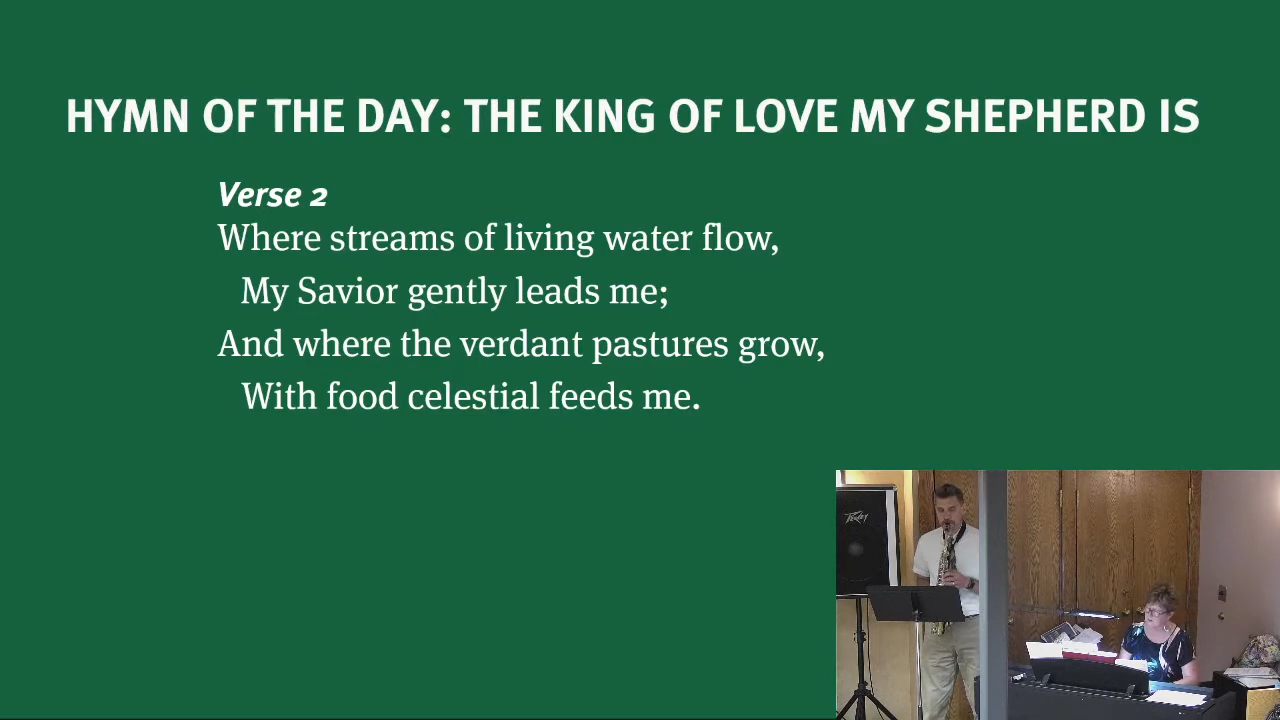 HYMN OF THE DAY: THE KING OF LOVE MY SHEPHERD IS
Verse 2
Where streams of living water flow,
My Savior gently leads me;
And where the verdant pastures grow,
With food celestial feeds me.
Peavey